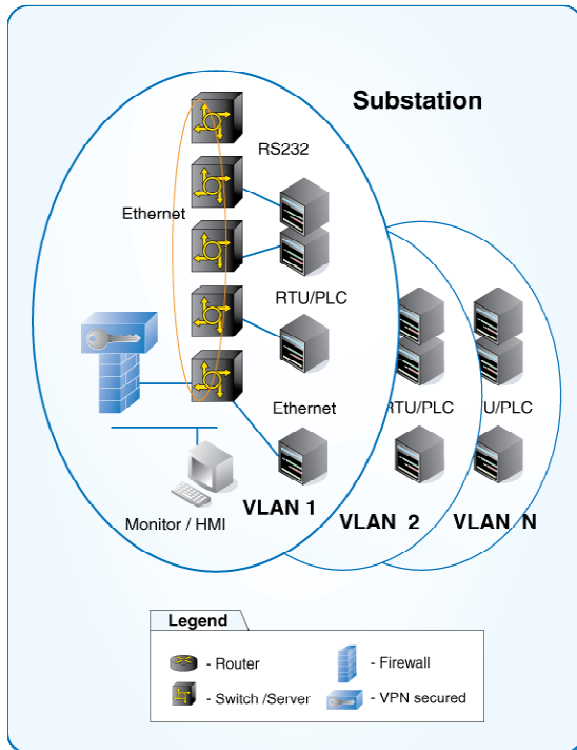 Substation
RS232
Ethernet
RTU/PLC
Ethernet
RTU/PLC
U/PLC
Monitor / HMI
VLAN 1
VLAN 2
VLAN N
Legend
- Router
- Firewall
- Switch /Server
- VPN secured